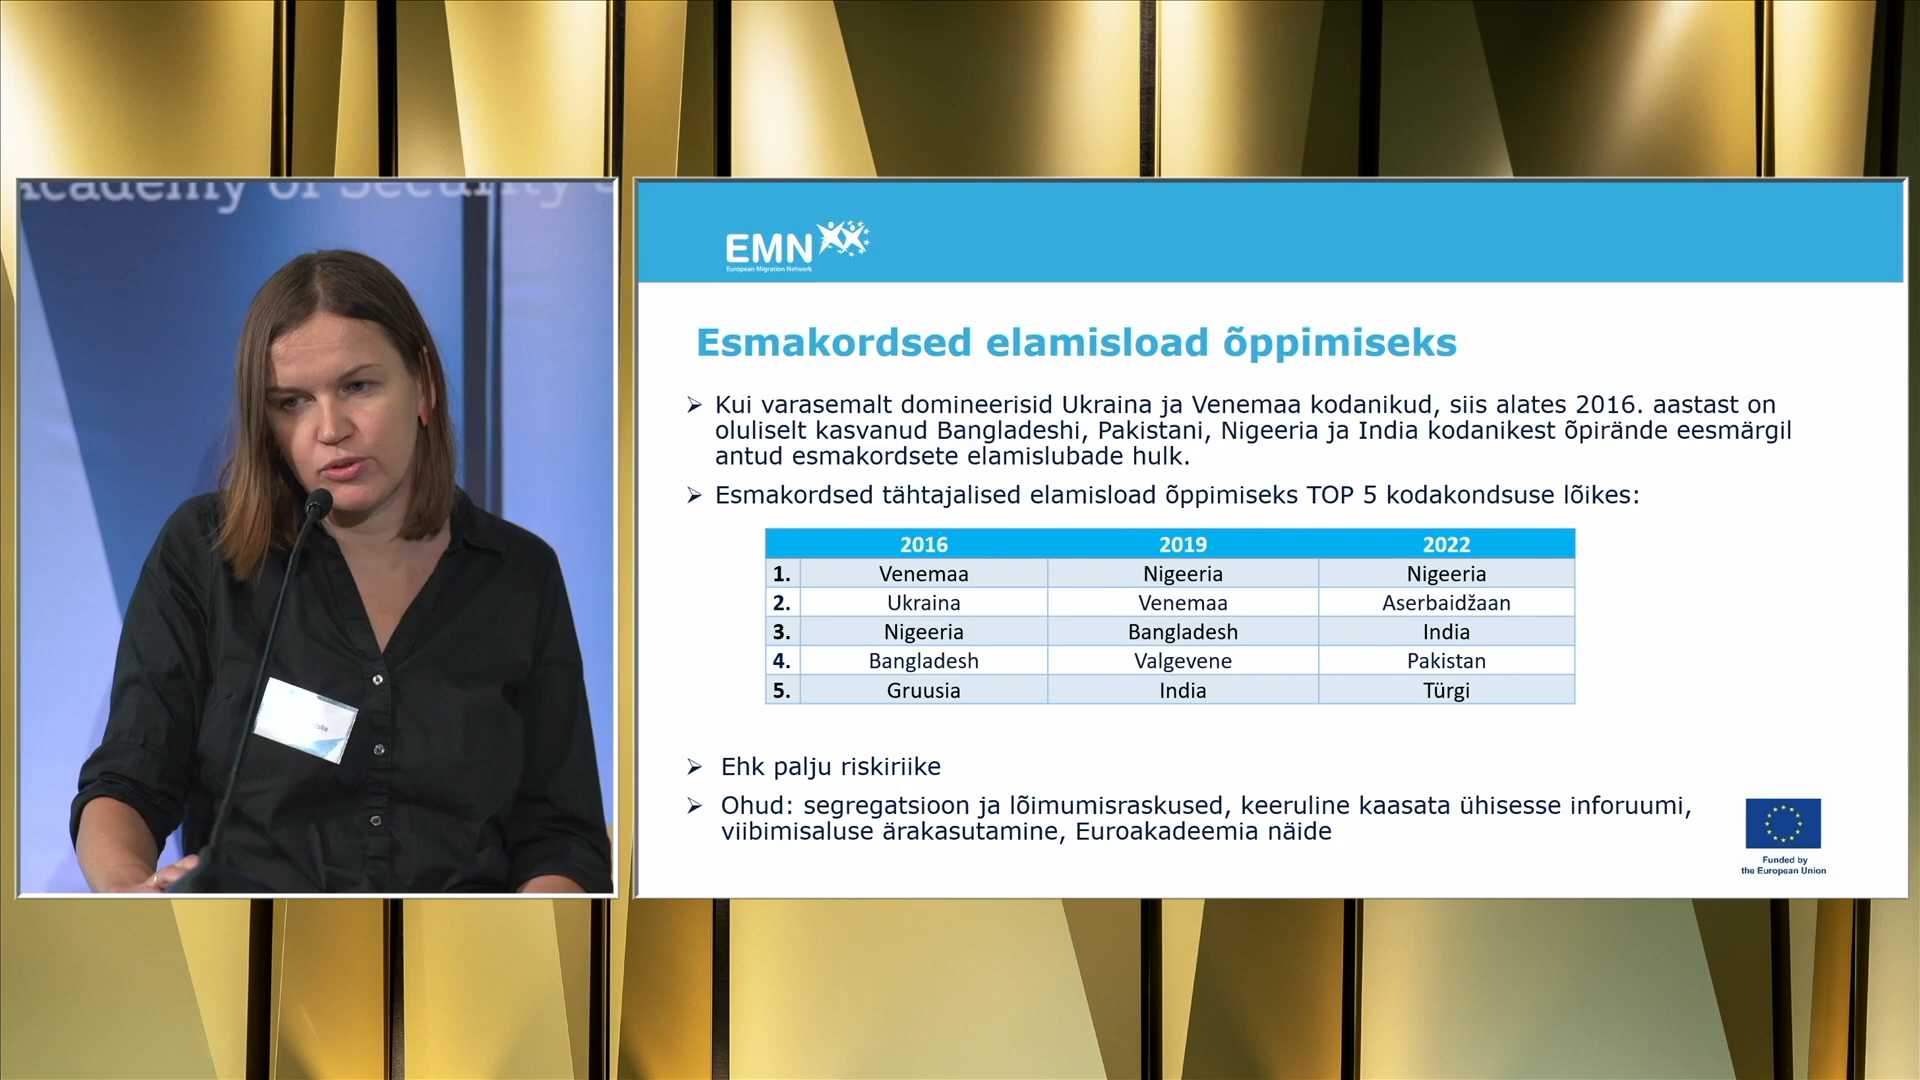 Academy of Security S
EMN
European Migration Network
Esmakordsed elamisload õppimiseks
➢ Kui varasemalt domineerisid Ukraina ja Venemaa kodanikud, siis alates 2016. aastast on
oluliselt kasvanud Bangladeshi, Pakistani, Nigeeria ja India kodanikest õpirände eesmärgil
antud esmakordsete elamislubade hulk.
➢ Esmakordsed tähtajalised elamisload õppimiseks TOP 5 kodakondsuse lõikes:
2016 2019 2022
1. Venemaa Nigeeria Nigeeria
2. Ukraina Venemaa Aserbaidžaan
3. Nigeeria Bangladesh India
4. Bangladesh Valgevene Pakistan
5. Gruusia India Türgi
➢ Ehk palju riskiriike
➢ Ohud: segregatsioon ja lõimumisraskused, keeruline kaasata ühisesse inforuumi,
viibimisaluse ärakasutamine, Euroakadeemia näide
Funded by
the European Union